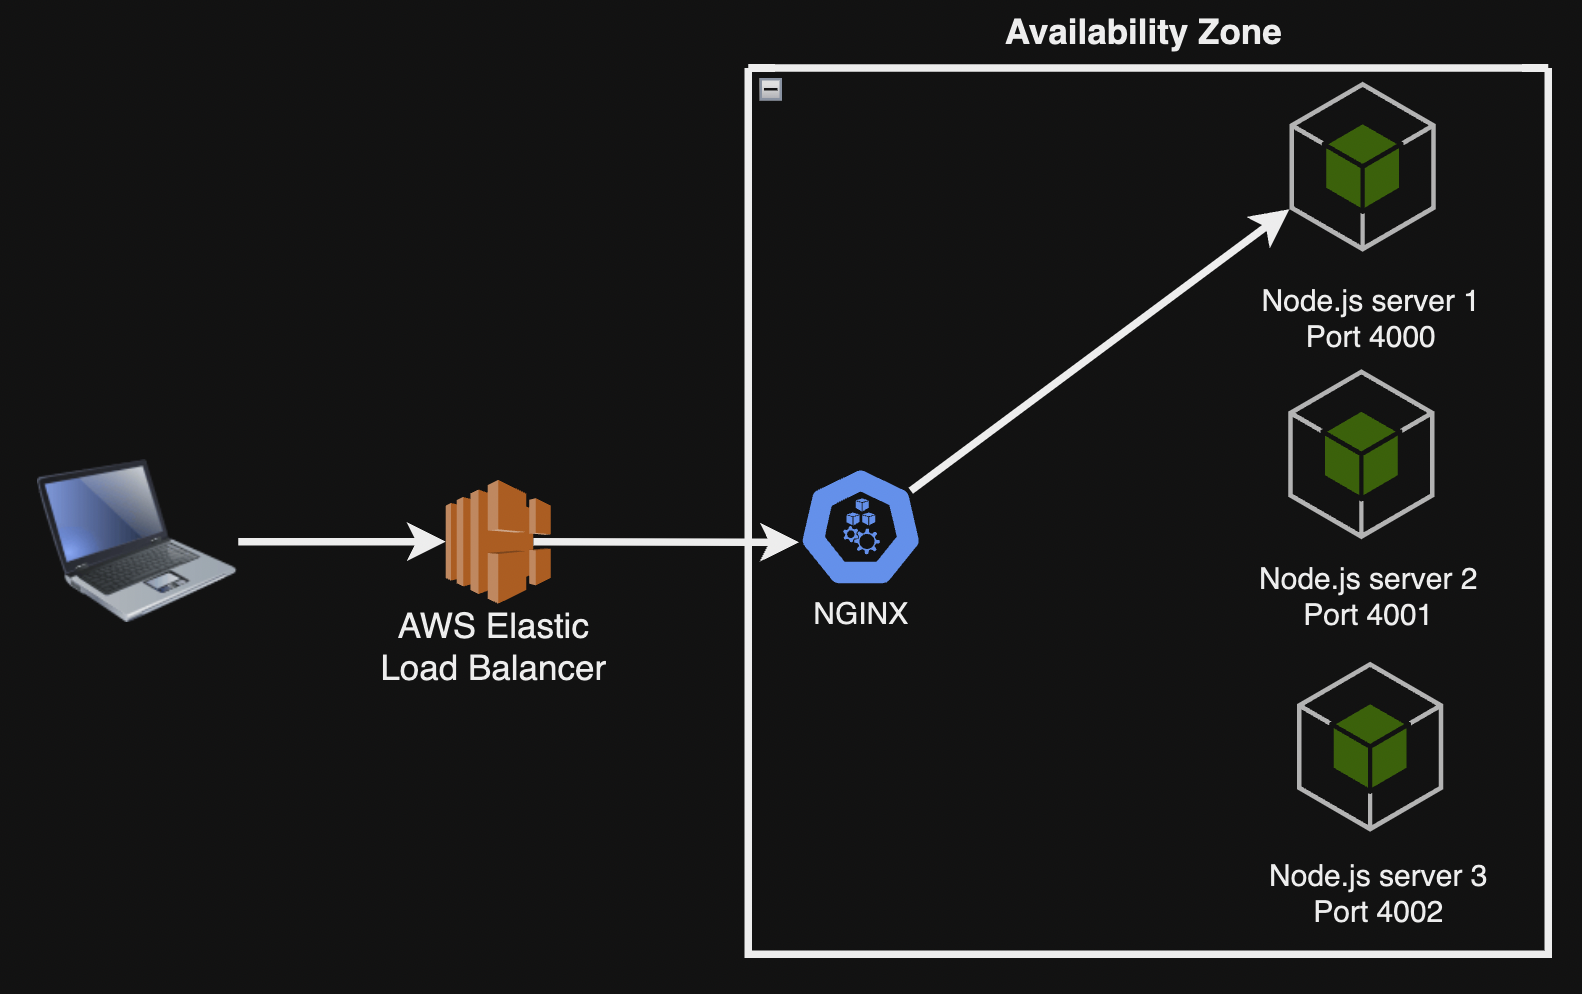 Availability Zone
Node.js server 1
Port 4000
Node.js server 2
Port 4001
AWS Elastic
Load Balancer
NGINX
Node.js server 3
Port 4002